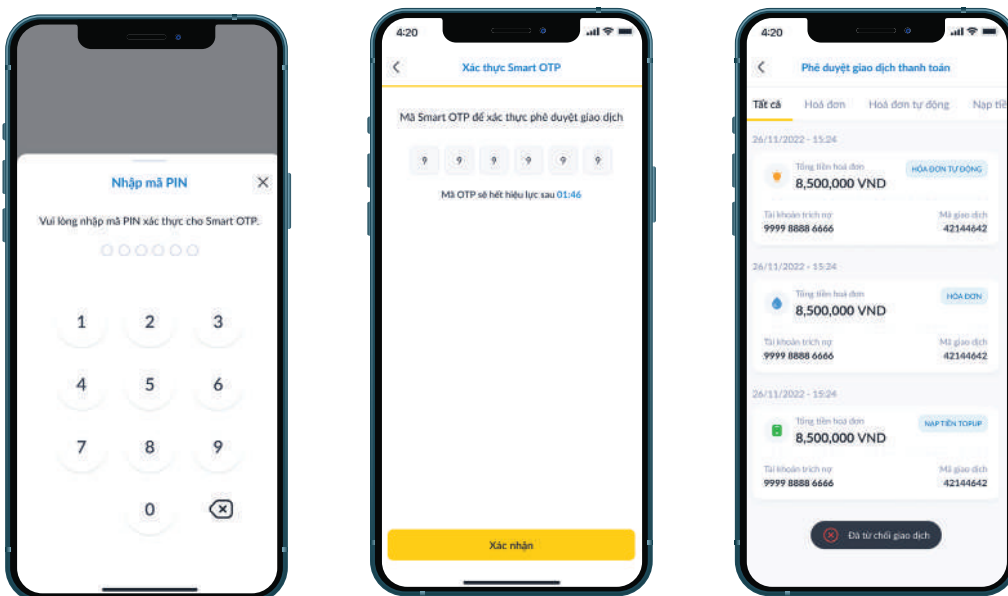 Nhập mã PIN
Vui lòng nhập mã PIN xác thực cho Smart OTP.
1 2 3
4 5 6
7 8 9
0
4:20
Xác thực Smart OTP
Mã Smart OTP để xác thực phê duyệt giao dịch
9 9 9 9 9 9
Mã OTP sẽ hết hiệu lực sau 01:46
Xác nhận
4:20
Phê duyệt giao dịch thanh toán
Tất cả Hoá đơn Hoá đơn tự động Nạp tiề
26/11/2022 - 15:24
Tổng tiền hoá đơn HÓA ĐƠN TỰ ĐỘNG
8,500,000 VND
Tài khoản trích nợ Mã giao dịch
9999 8888 6666 42144642
26/11/2022 - 15:24
Tổng tiền hoá đơn HÓA ĐƠN
8,500,000 VND
Tài khoản trích nợ Mã giao dịch
9999 8888 6666 42144642
26/11/2022 - 15:24
Tổng tiền hoá đơn NẠP TIỀN TOPUP
8,500,000 VND
Tài khoản trích nợ Mã giao dịch
9999 8888 6666 42144642
Đã từ chối giao dịch